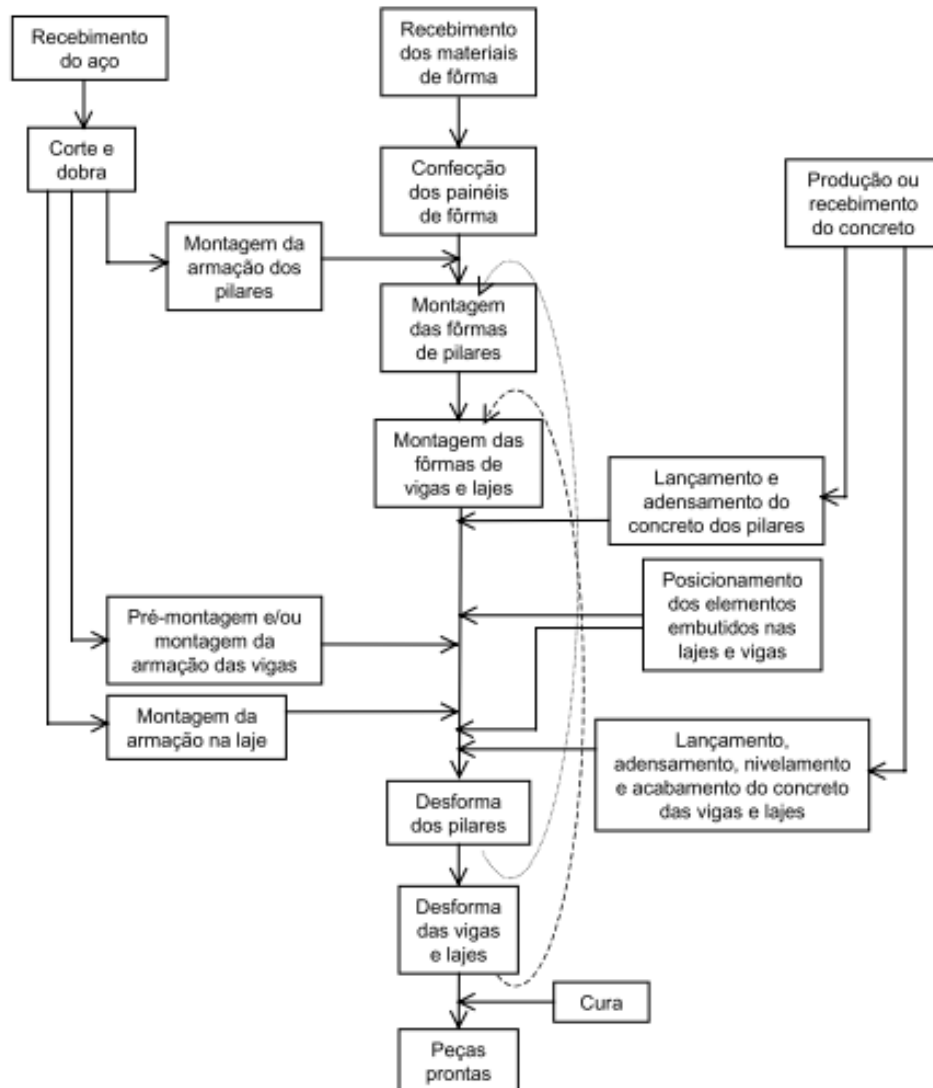 Recebimento
do aço
Recebimento
dos materiais
de fôrma
Corte e
dobra
Confecção
dos painéis
de fôrma
Produção ou
recebimento
do concreto
Montagem da
armação dos
pilares
Montagem
das fôrmas
de pilares
Montagem das
fôrmas de
vigas e lajes
Lançamento e
adensamento do
concreto dos pilares
Posicionamento
dos elementos
embutidos nas
lajes e vigas
Pré-montagem e/ou
montagem da
armação das vigas
Montagem da
armação na laje
Lançamento,
adensamento, nivelamento
e acabamento do concreto
das vigas e lajes
Desforma
dos pilares
Desforma
das vigas
e lajes
Cura
Peças
prontas